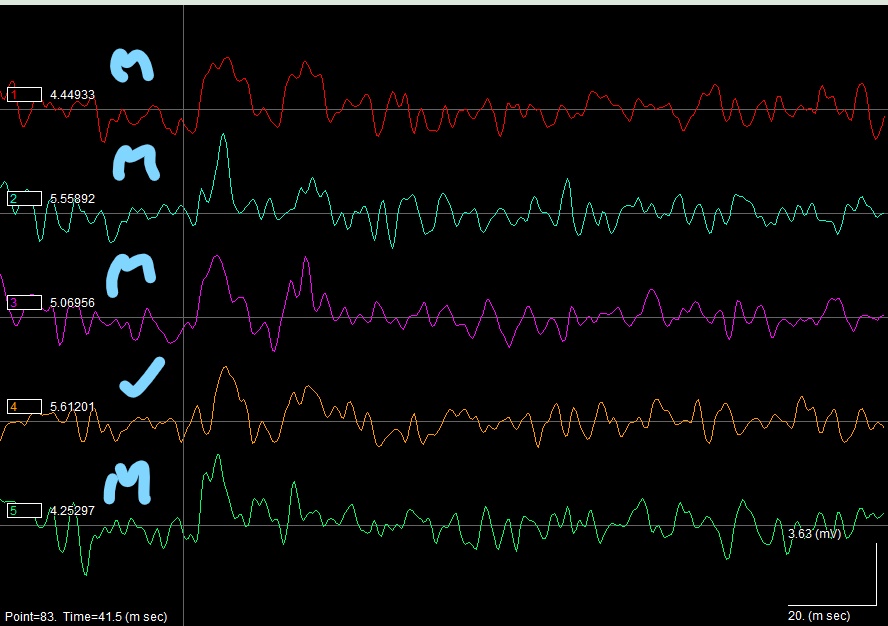 1 4.44933
2 5.55892
3 5.06956
4 5.61201
5 4.25297
3.63 (mV)
20. (m sec)
Point=83. Time=41.5 (m sec)